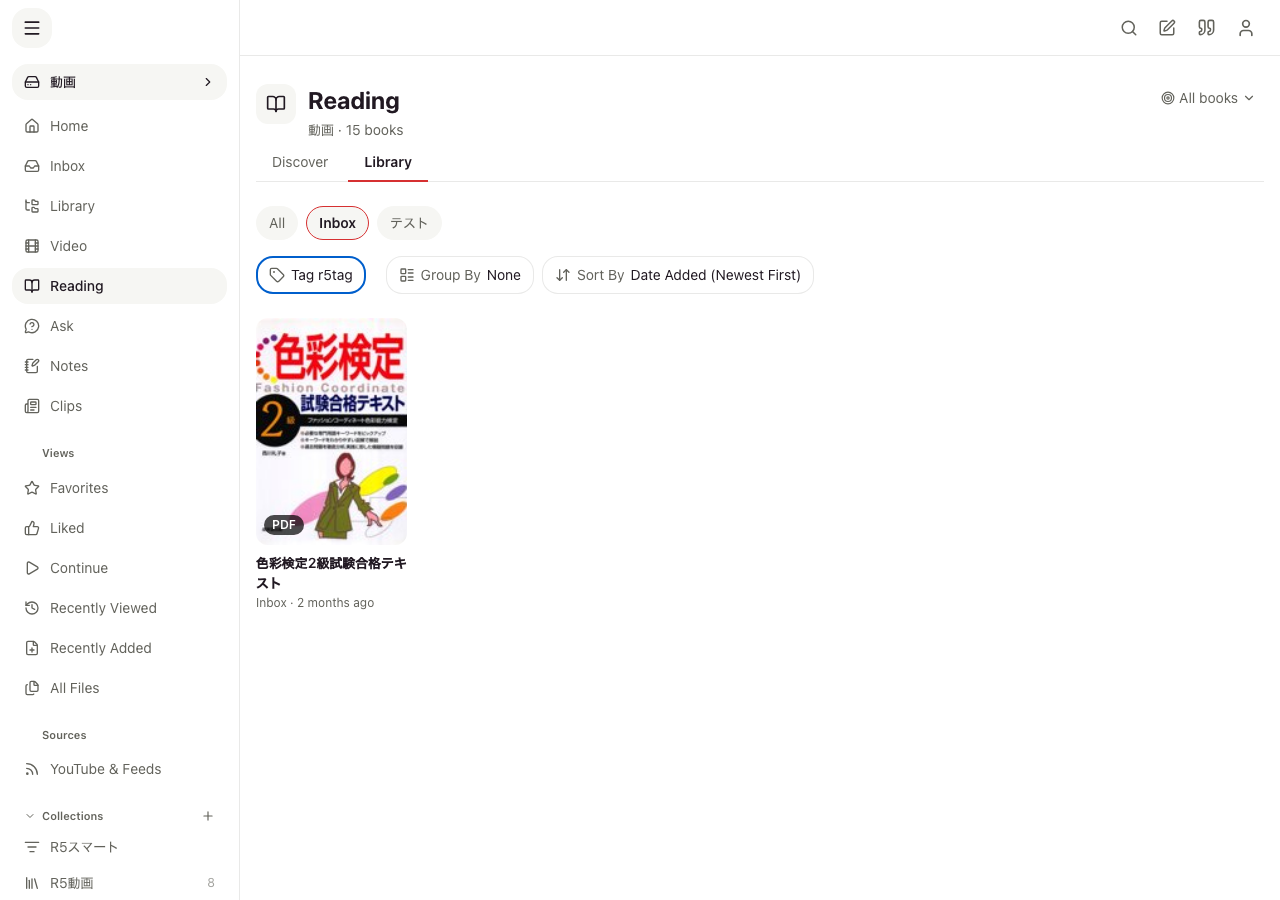 動画
Home
Inbox
Library
Video
Reading
Ask
Notes
Clips
Views
Favorites
Liked
Continue
Recently Viewed
Recently Added
All Files
Sources
YouTube & Feeds
Collections
R5スマート
R5動画 8
Reading
動画 · 15 books
All books
Discover Library
All Inbox テスト
Tag r5tag Group By None Sort By Date Added (Newest First)
色彩検定
Fashion Coordinate
試験合格テキスト
2級
ファッションコーディネート色彩能力検定
PDF
色彩検定2級試験合格テキ
スト
Inbox · 2 months ago